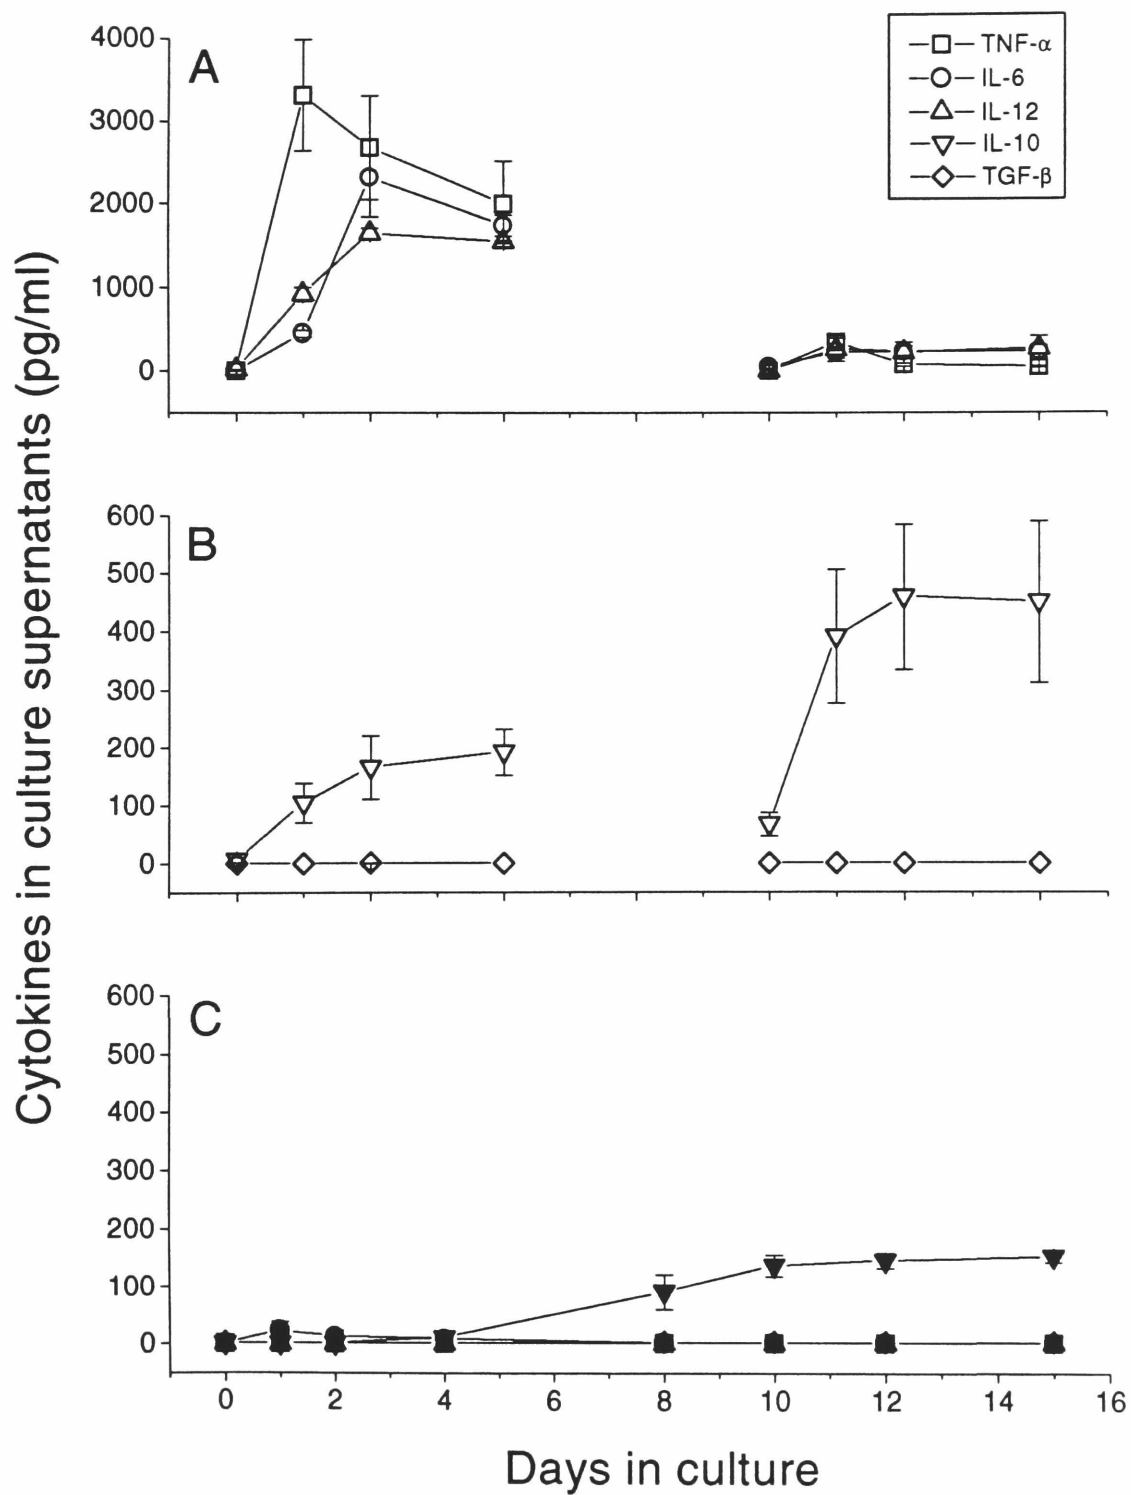 Cytokines in culture supernatants (pg/ml)
A
4000
3000
2000
1000
0
TNF-α
IL-6
IL-12
IL-10
TGF-β
B
600
500
400
300
200
100
0
C
600
500
400
300
200
100
0
0 2 4 6 8 10 12 14 16
Days in culture